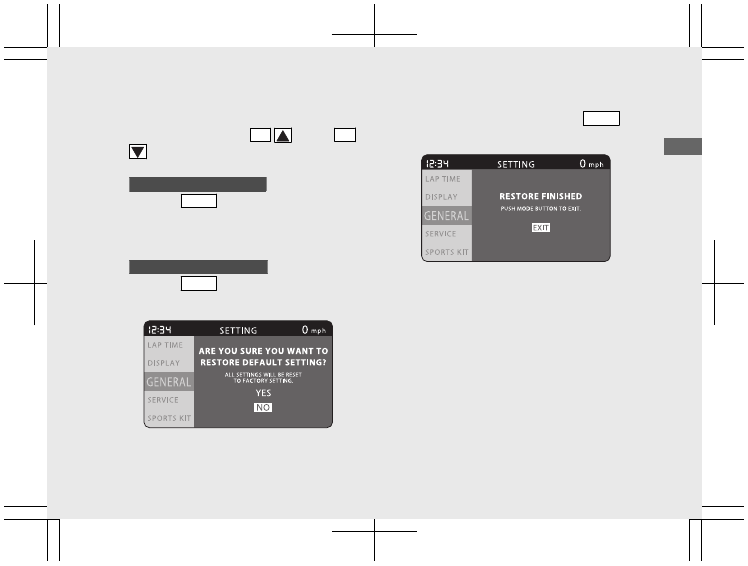 12:34 SETTING 0 mph
LAP TIME
DISPLAY
GENERAL
SERVICE
SPORTS KIT
ARE YOU SURE YOU WANT TO
RESTORE DEFAULT SETTING?
ALL SETTINGS WILL BE RESET
TO FACTORY SETTING.
YES
NO
12:34 SETTING 0 mph
LAP TIME
DISPLAY
GENERAL
SERVICE
SPORTS KIT
RESTORE FINISHED
PUSH MODE BUTTON TO EXIT.
EXIT